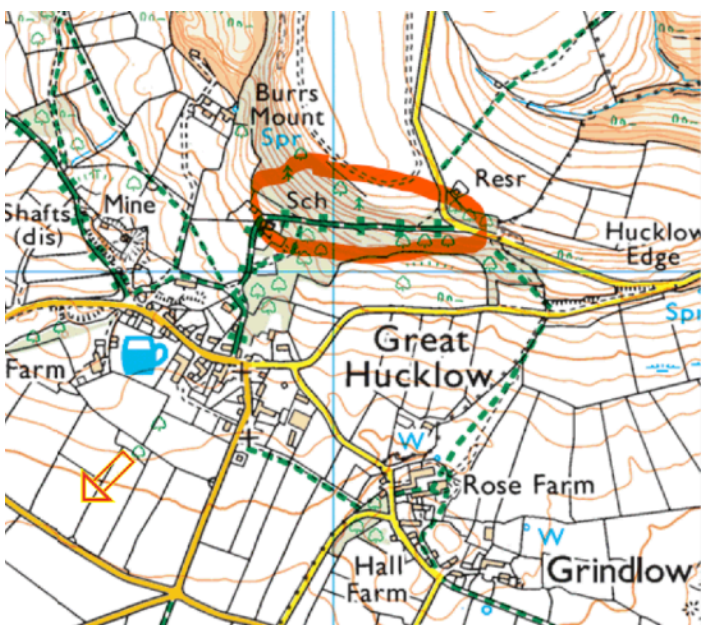 Burrs
Mount
Spr
Resr
Sch
Shafts
(dis)
Mine
Hucklow
Edge
Spr
Great
Hucklow
Farm
W
Rose Farm
W
Hall
Farm
Grindlow